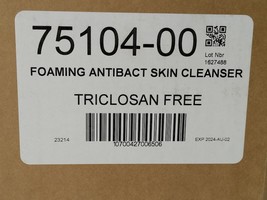 75104-00
Lot Nbr
1627488
FOAMING ANTIBACT SKIN CLEANSER
TRICLOSAN FREE
23214
EXP 2024-AU-02
10700427006506